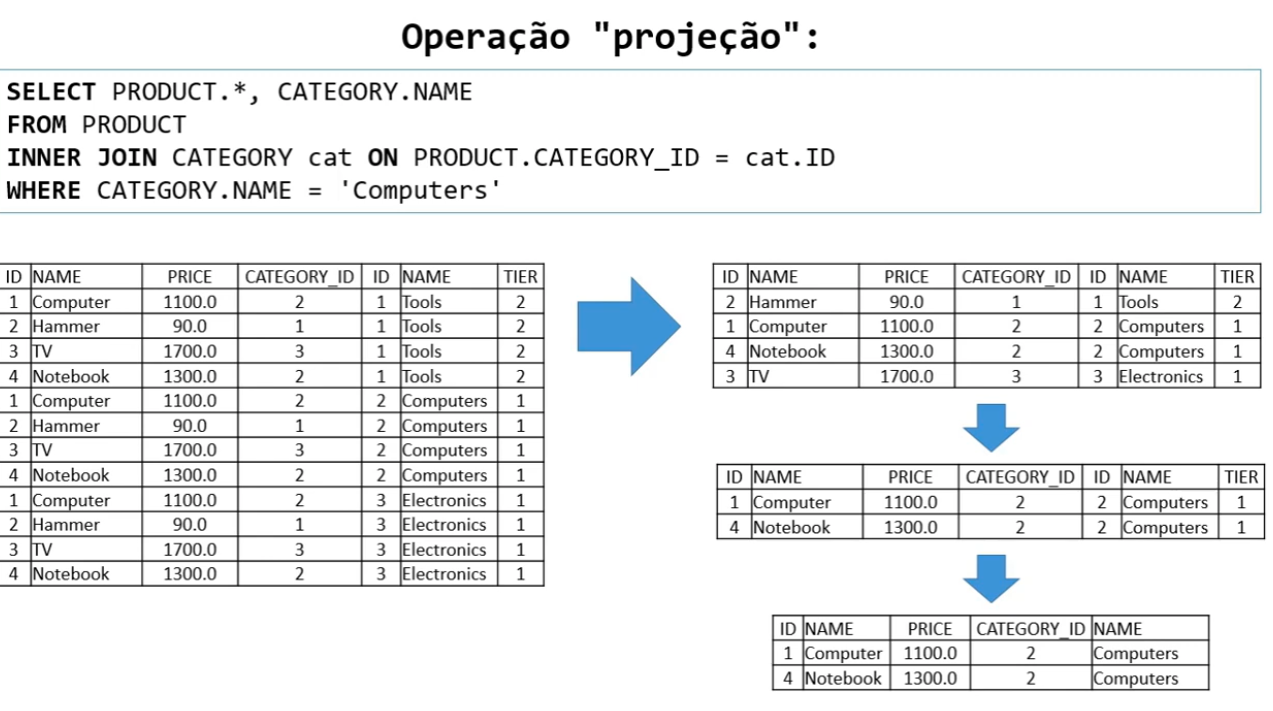 Operação "projeção":
SELECT PRODUCT.*, CATEGORY.NAME
FROM PRODUCT
INNER JOIN CATEGORY cat ON PRODUCT.CATEGORY_ID = cat.ID
WHERE CATEGORY.NAME = 'Computers'
ID NAME PRICE CATEGORY_ID ID NAME TIER
1 Computer 1100.0 2 1 Tools 2
2 Hammer 90.0 1 1 Tools 2
3 TV 1700.0 3 1 Tools 2
4 Notebook 1300.0 2 1 Tools 2
1 Computer 1100.0 2 2 Computers 1
2 Hammer 90.0 1 2 Computers 1
3 TV 1700.0 3 2 Computers 1
4 Notebook 1300.0 2 2 Computers 1
1 Computer 1100.0 2 3 Electronics 1
2 Hammer 90.0 1 3 Electronics 1
3 TV 1700.0 3 3 Electronics 1
4 Notebook 1300.0 2 3 Electronics 1
ID NAME PRICE CATEGORY_ID ID NAME TIER
2 Hammer 90.0 1 1 Tools 2
1 Computer 1100.0 2 2 Computers 1
4 Notebook 1300.0 2 2 Computers 1
3 TV 1700.0 3 3 Electronics 1
ID NAME PRICE CATEGORY_ID ID NAME TIER
1 Computer 1100.0 2 2 Computers 1
4 Notebook 1300.0 2 2 Computers 1
ID NAME PRICE CATEGORY_ID NAME
1 Computer 1100.0 2 Computers
4 Notebook 1300.0 2 Computers